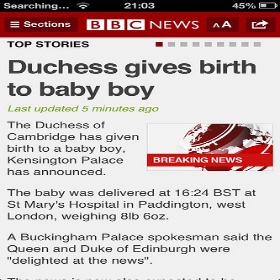 Searching... 21:03 45%
Sections BBC NEWS AA
TOP STORIES
Duchess gives birth
to baby boy
Last updated 5 minutes ago
The Duchess of
Cambridge has given
birth to a baby boy,
Kensington Palace
has announced.
BREAKING NEWS
The baby was delivered at 16:24 BST at
St Mary's Hospital in Paddington, west
London, weighing 8lb 6oz.
A Buckingham Palace spokesman said the
Queen and Duke of Edinburgh were
"delighted at the news".